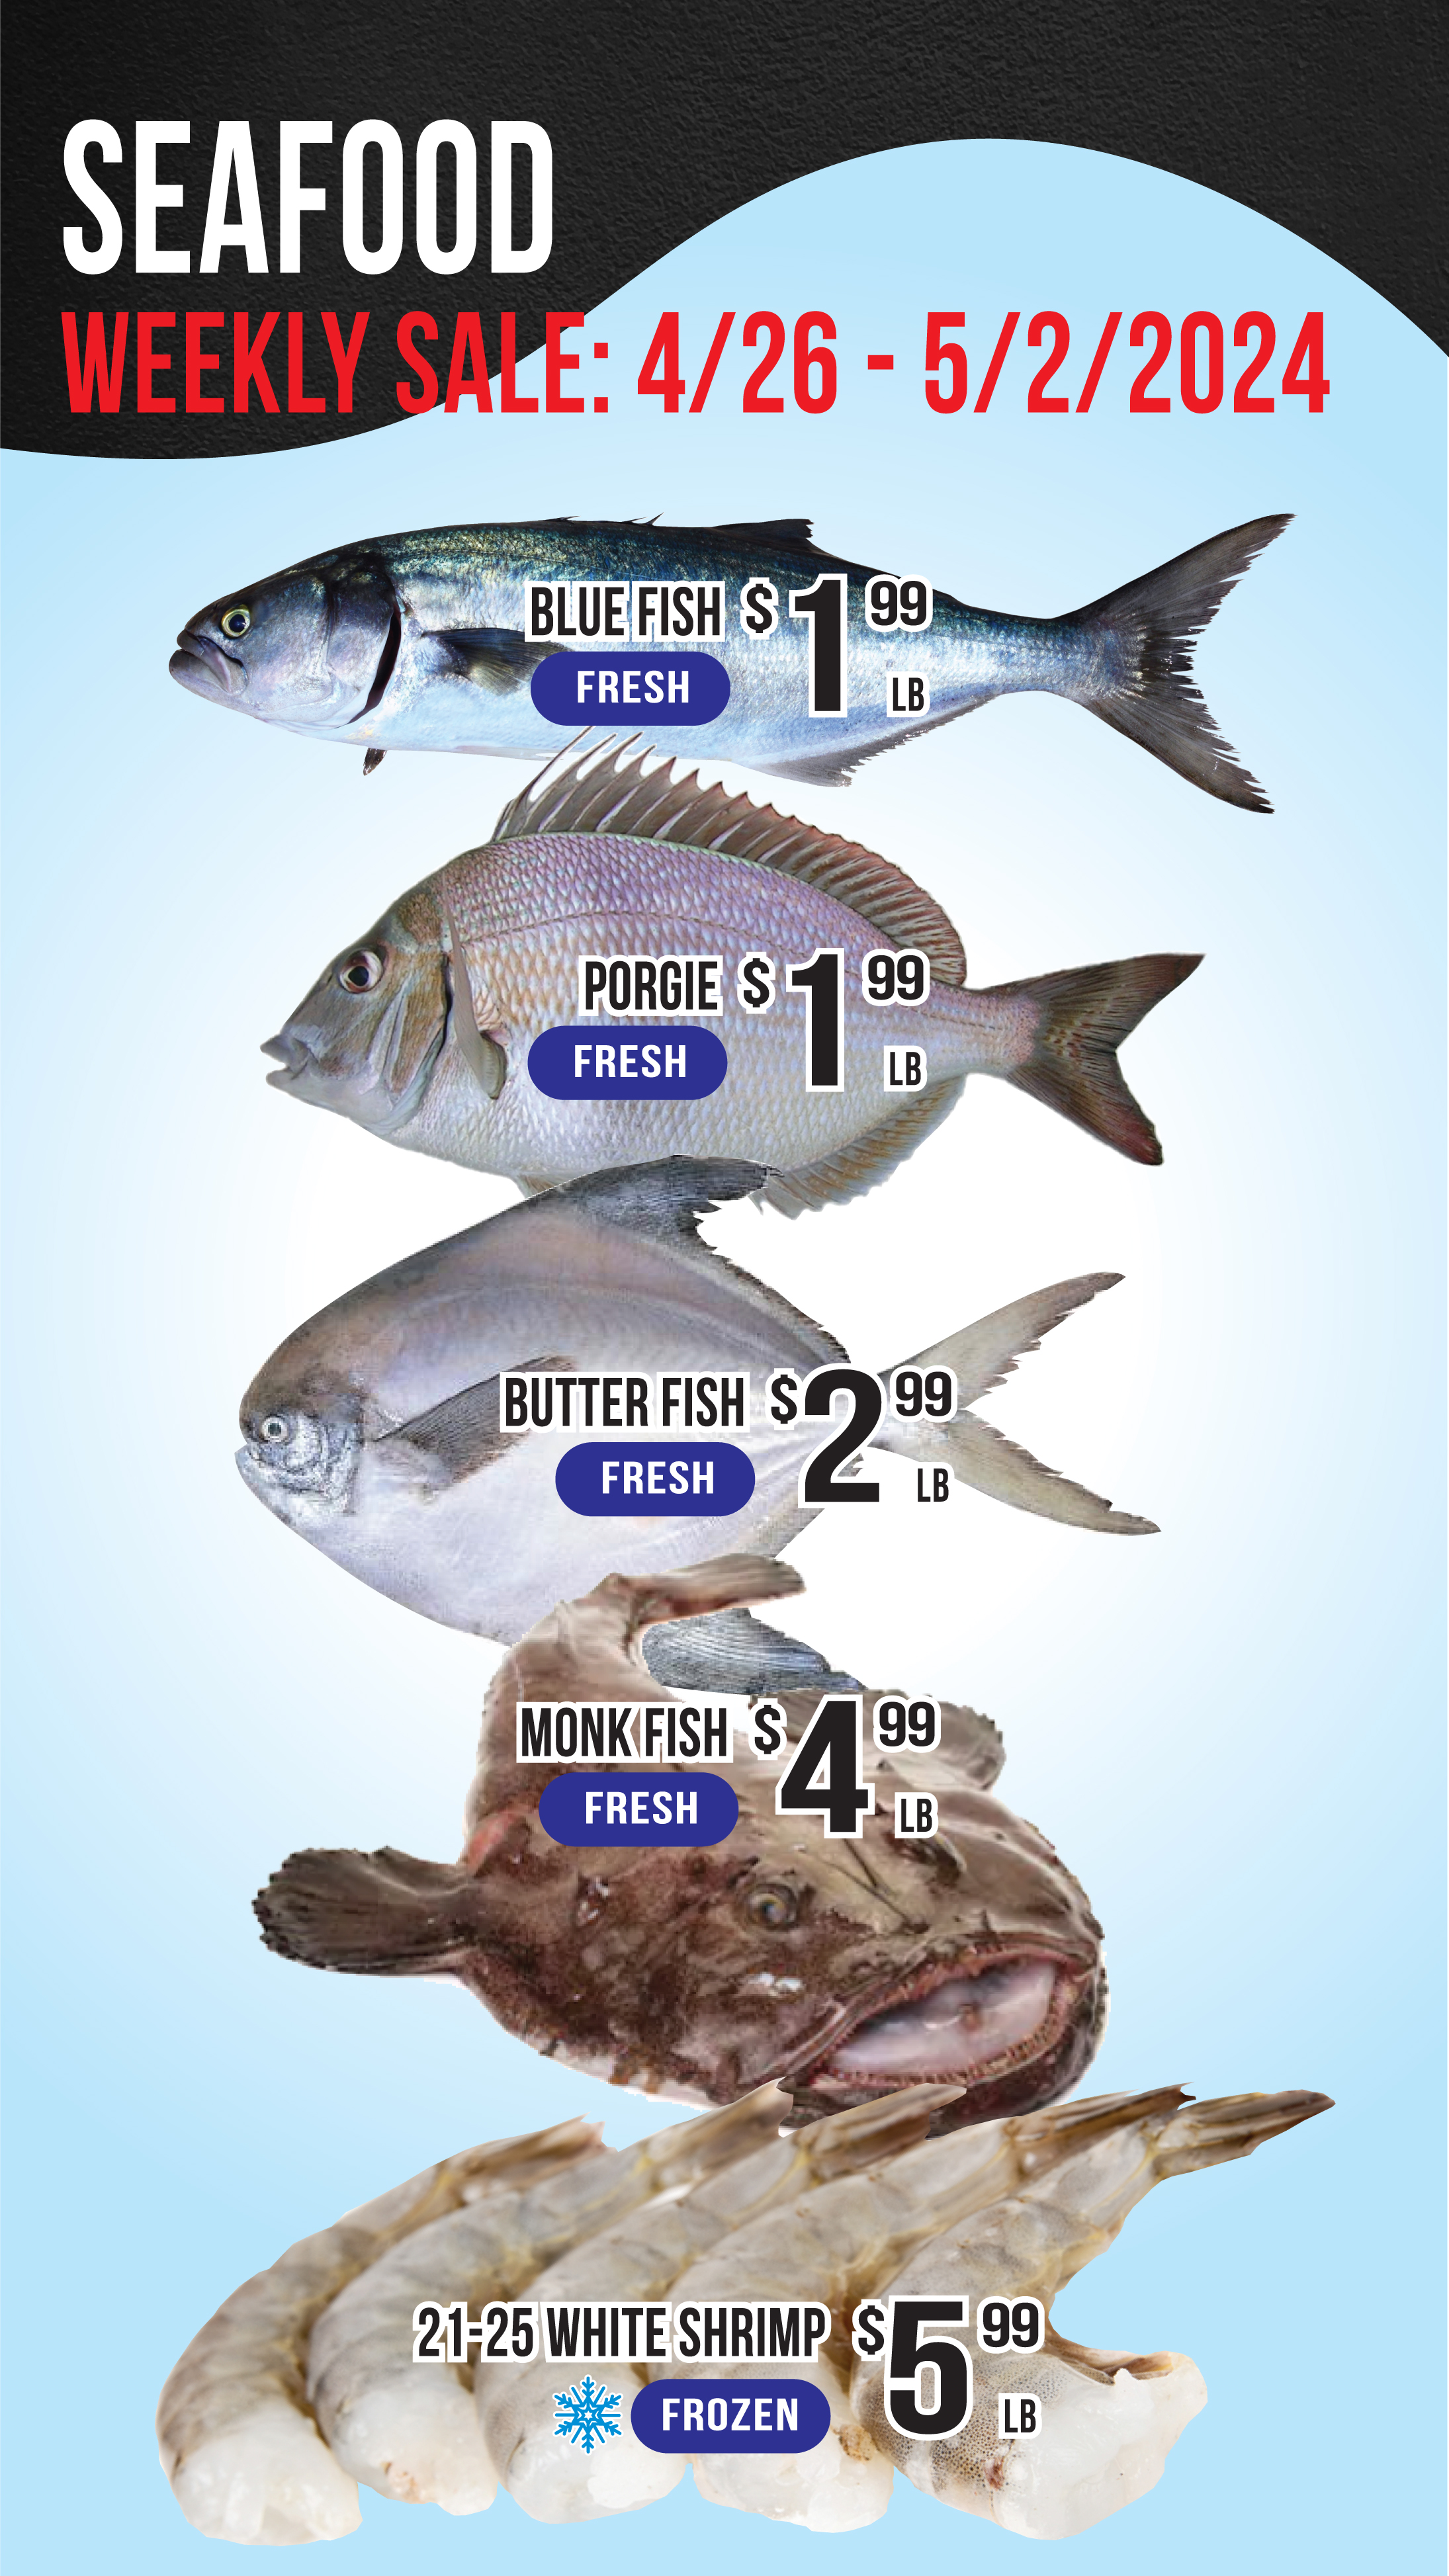 SEAFOOD
WEEKLY SALE: 4/26 - 5/2/2024
BLUE FISH $1 99
FRESH LB
PORGIE $1 99
FRESH LB
BUTTER FISH $2 99
FRESH LB
MONK FISH $4 99
FRESH LB
21-25 WHITE SHRIMP $5 99
FROZEN LB